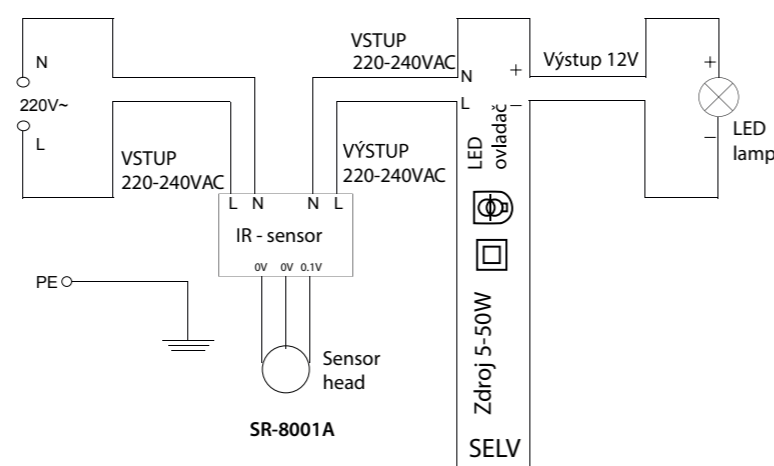 N
220V~
L
VSTUP
220-240VAC
VSTUP
220-240VAC
VÝSTUP
220-240VAC
L N N L
IR - sensor
0V 0V 0.1V
Sensor
head
SR-8001A
PE
N +
L –
LED
ovladač
Zdroj 5-50W
SELV
Výstup 12V
+
–
LED
lamp